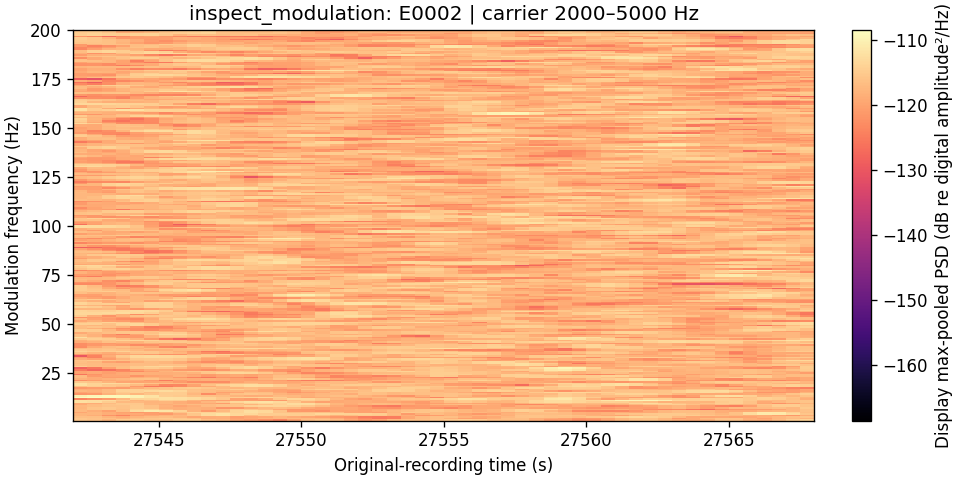 inspect_modulation: E0002 | carrier 2000–5000 Hz
200
175
150
125
100
75
50
25
Modulation frequency (Hz)
27545 27550 27555 27560 27565
Original-recording time (s)
−110
−120
−130
−140
−150
−160
Display max-pooled PSD (dB re digital amplitude²/Hz)